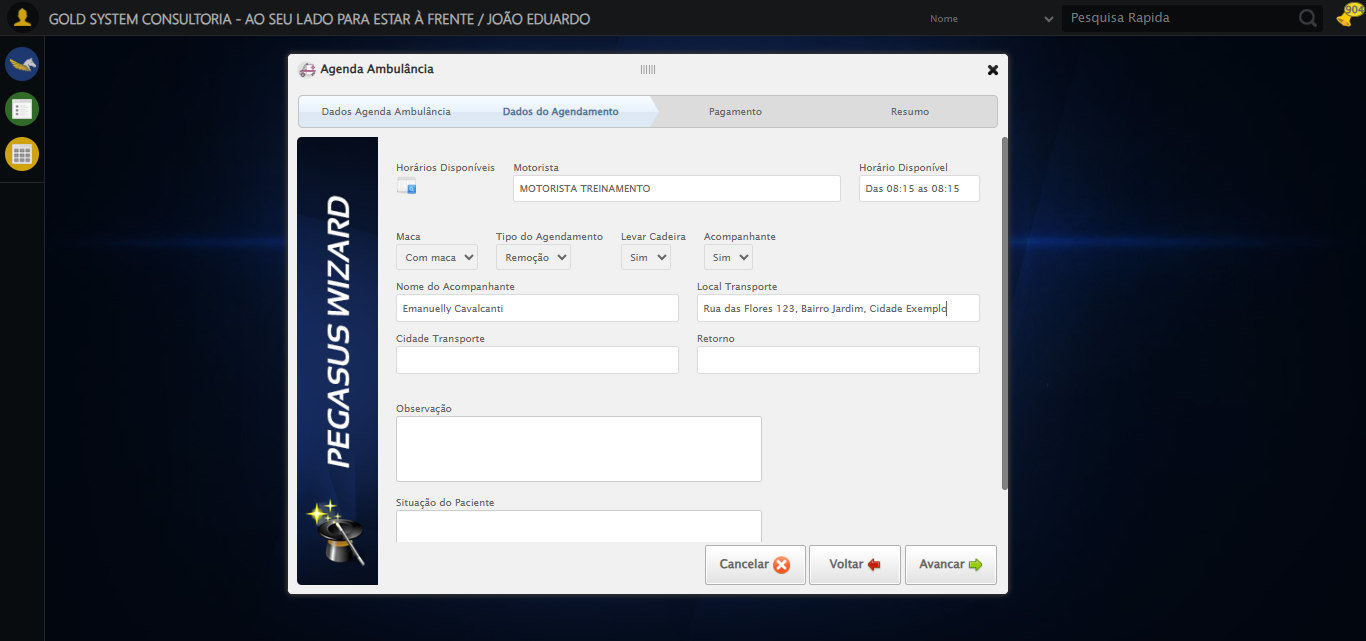 GOLD SYSTEM CONSULTORIA - AO SEU LADO PARA ESTAR À FRENTE / JOÃO EDUARDO
Nome
Pesquisa Rapida
904
Agenda Ambulância
Dados Agenda Ambulância
Dados do Agendamento
Pagamento
Resumo
PEGASUS WIZARD
Horários Disponíveis
Motorista
Horário Disponível
MOTORISTA TREINAMENTO
Das 08:15 as 08:15
Maca
Tipo do Agendamento
Levar Cadeira
Acompanhante
Com maca
Remoção
Sim
Sim
Nome do Acompanhante
Local Transporte
Emanuelly Cavalcanti
Rua das Flores 123, Bairro Jardim, Cidade Exemplo
Cidade Transporte
Retorno
Observação
Situação do Paciente
Cancelar
Voltar
Avancar